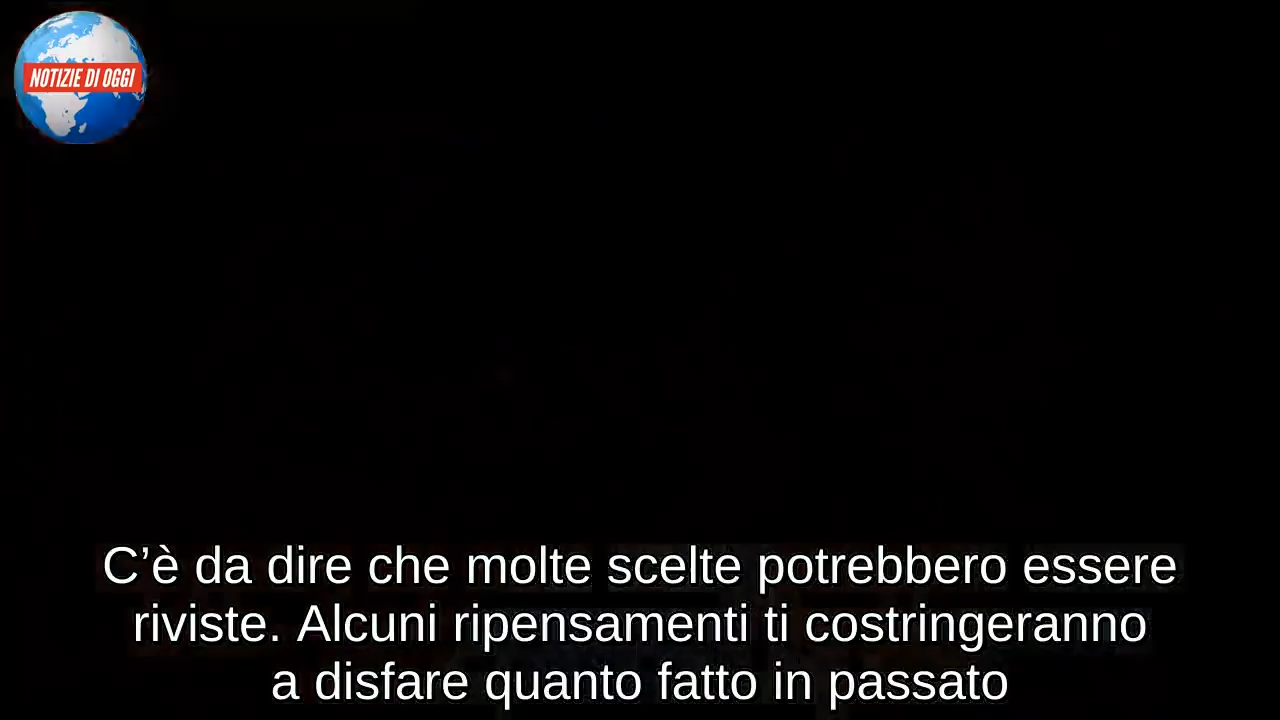 NOTIZIE DI OGGI
C’è da dire che molte scelte potrebbero essere
riviste. Alcuni ripensamenti ti costringeranno
a disfare quanto fatto in passato